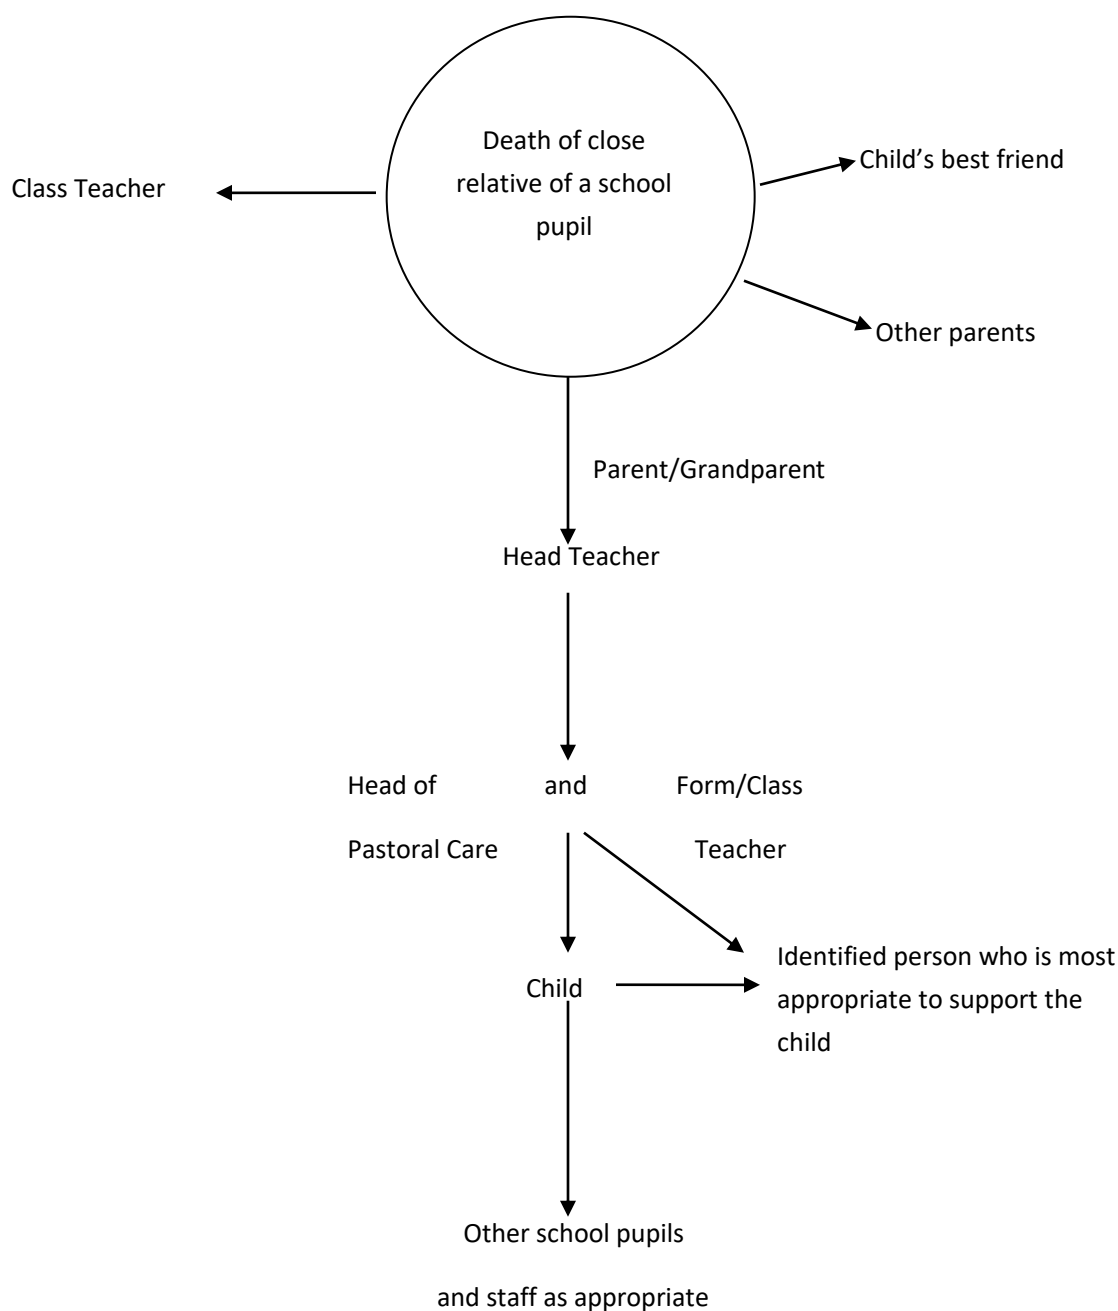 Death of close
relative of a school
pupil
Class Teacher
Child’s best friend
Other parents
Parent/Grandparent
Head Teacher
Head of and Form/Class
Pastoral Care Teacher
Identified person who is most
appropriate to support the
child
Child
Other school pupils
and staff as appropriate